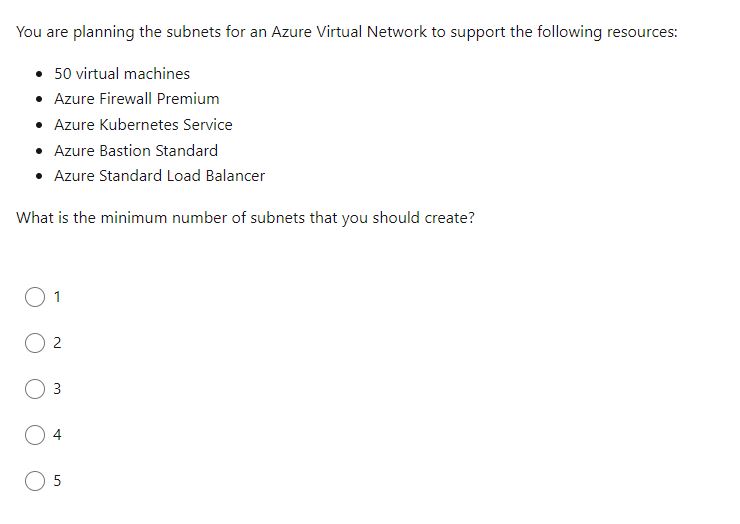 You are planning the subnets for an Azure Virtual Network to support the following resources:
• 50 virtual machines
• Azure Firewall Premium
• Azure Kubernetes Service
• Azure Bastion Standard
• Azure Standard Load Balancer
What is the minimum number of subnets that you should create?
1
2
3
4
5